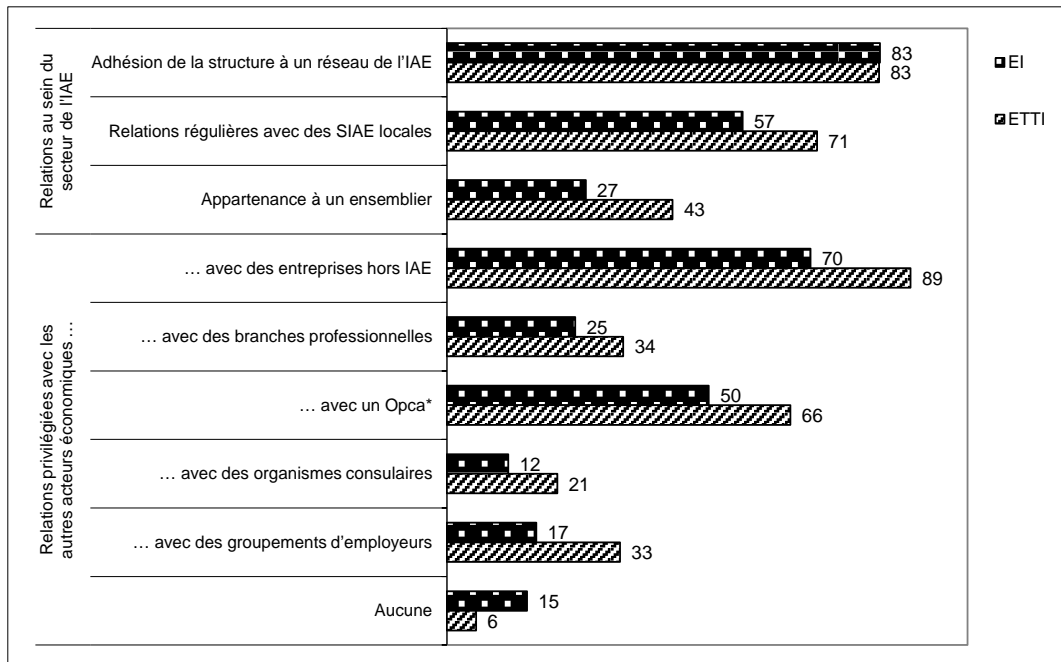 Relations au sein du
secteur de l'IAE
Adhésion de la structure à un réseau de l'IAE
83
83
Relations régulières avec des SIAE locales
57
71
Appartenance à un ensemblier
27
43
Relations privilégiées avec les
autres acteurs économiques …
… avec des entreprises hors IAE
70
89
… avec des branches professionnelles
25
34
… avec un Opca*
50
66
… avec des organismes consulaires
12
21
… avec des groupements d'employeurs
17
33
Aucune
15
6
EI
ETTI